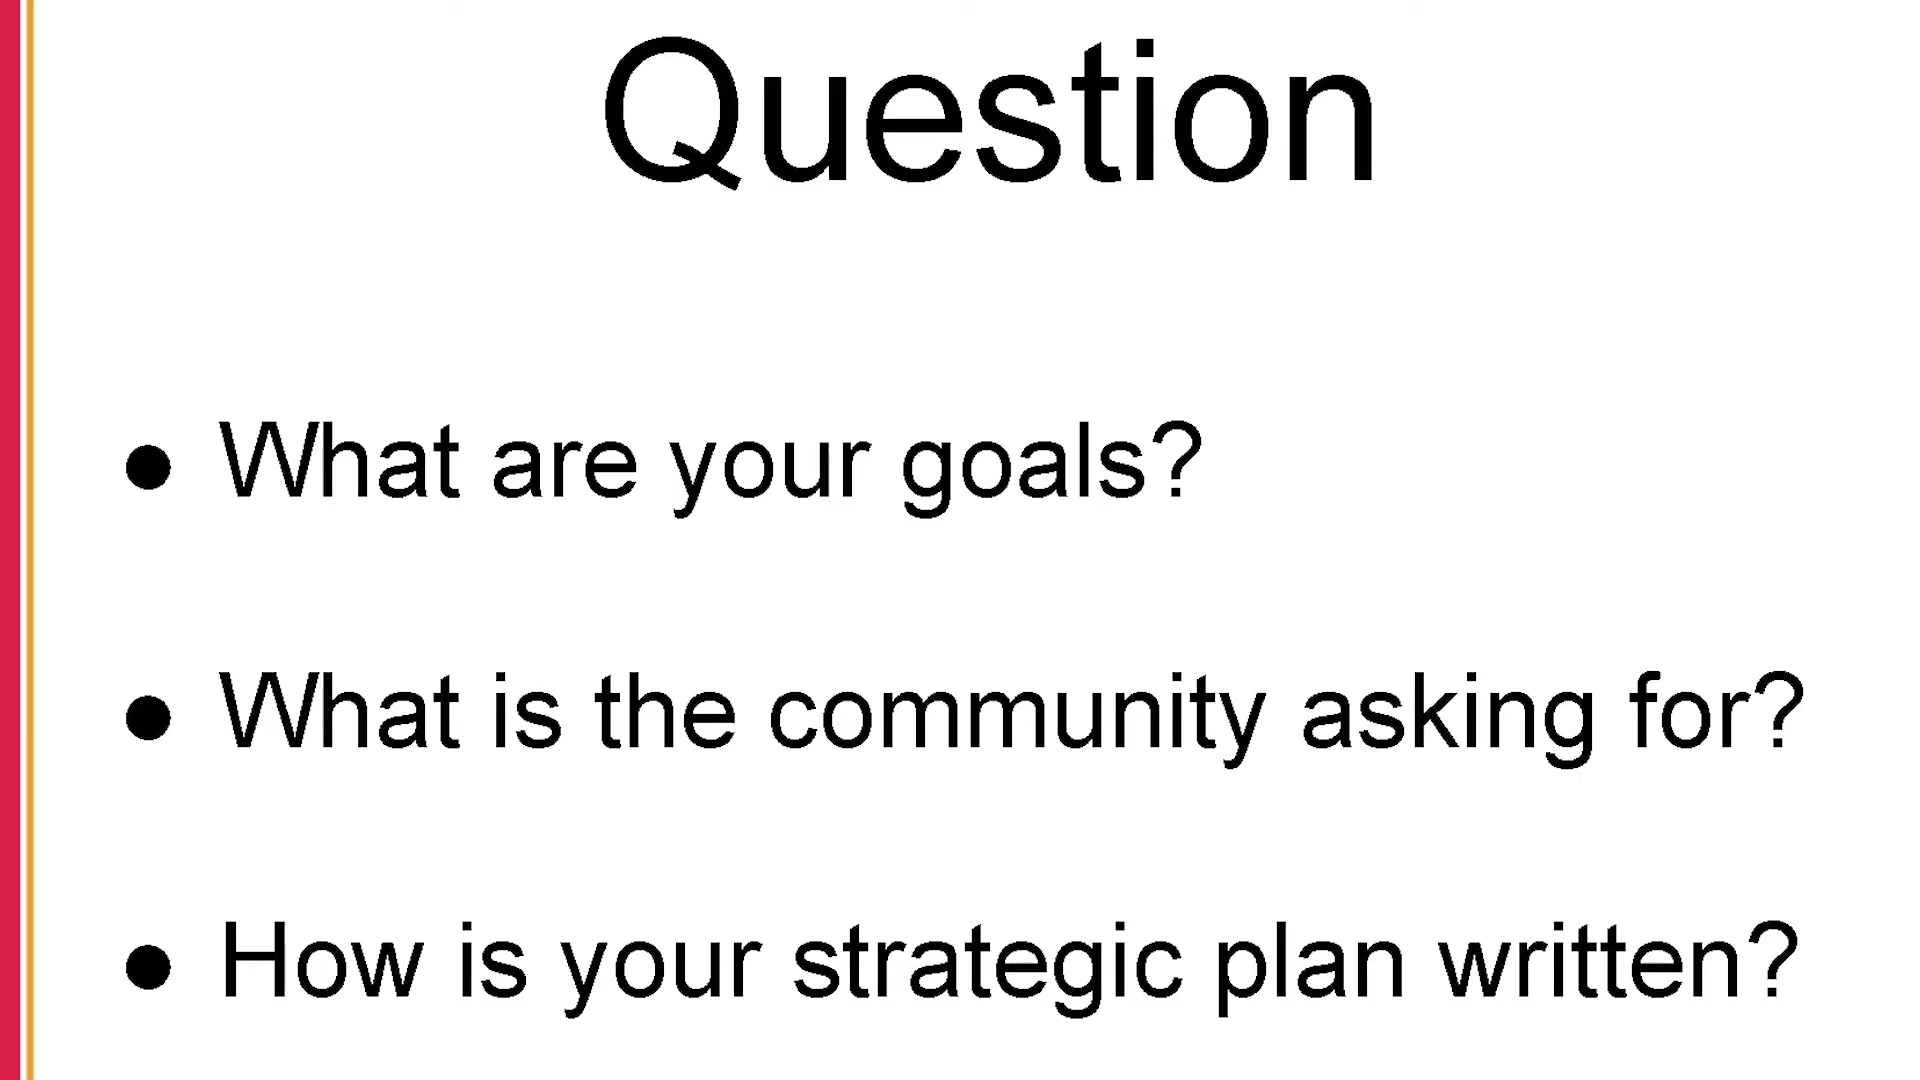 Question
● What are your goals?
● What is the community asking for?
● How is your strategic plan written?